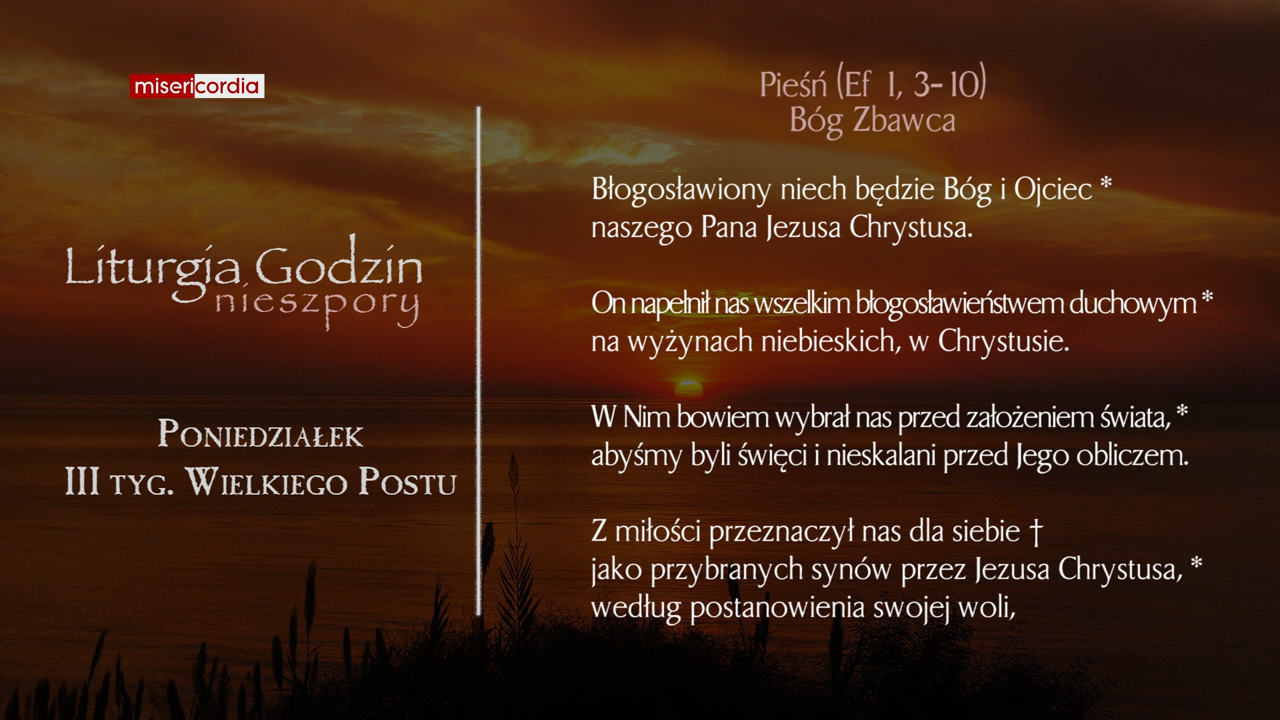 misericordia
Liturgia Godzin
nieszpory
Poniedziałek
III tyg. Wielkiego Postu
Pieśń (Ef 1, 3-10)
Bóg Zbawca
Błogosławiony niech będzie Bóg i Ojciec *
naszego Pana Jezusa Chrystusa.
On napełnił nas wszelkim błogosławieństwem duchowym *
na wyżynach niebieskich, w Chrystusie.
W Nim bowiem wybrał nas przed założeniem świata, *
abyśmy byli święci i nieskalani przed Jego obliczem.
Z miłości przeznaczył nas dla siebie †
jako przybranych synów przez Jezusa Chrystusa, *
według postanowienia swojej woli,